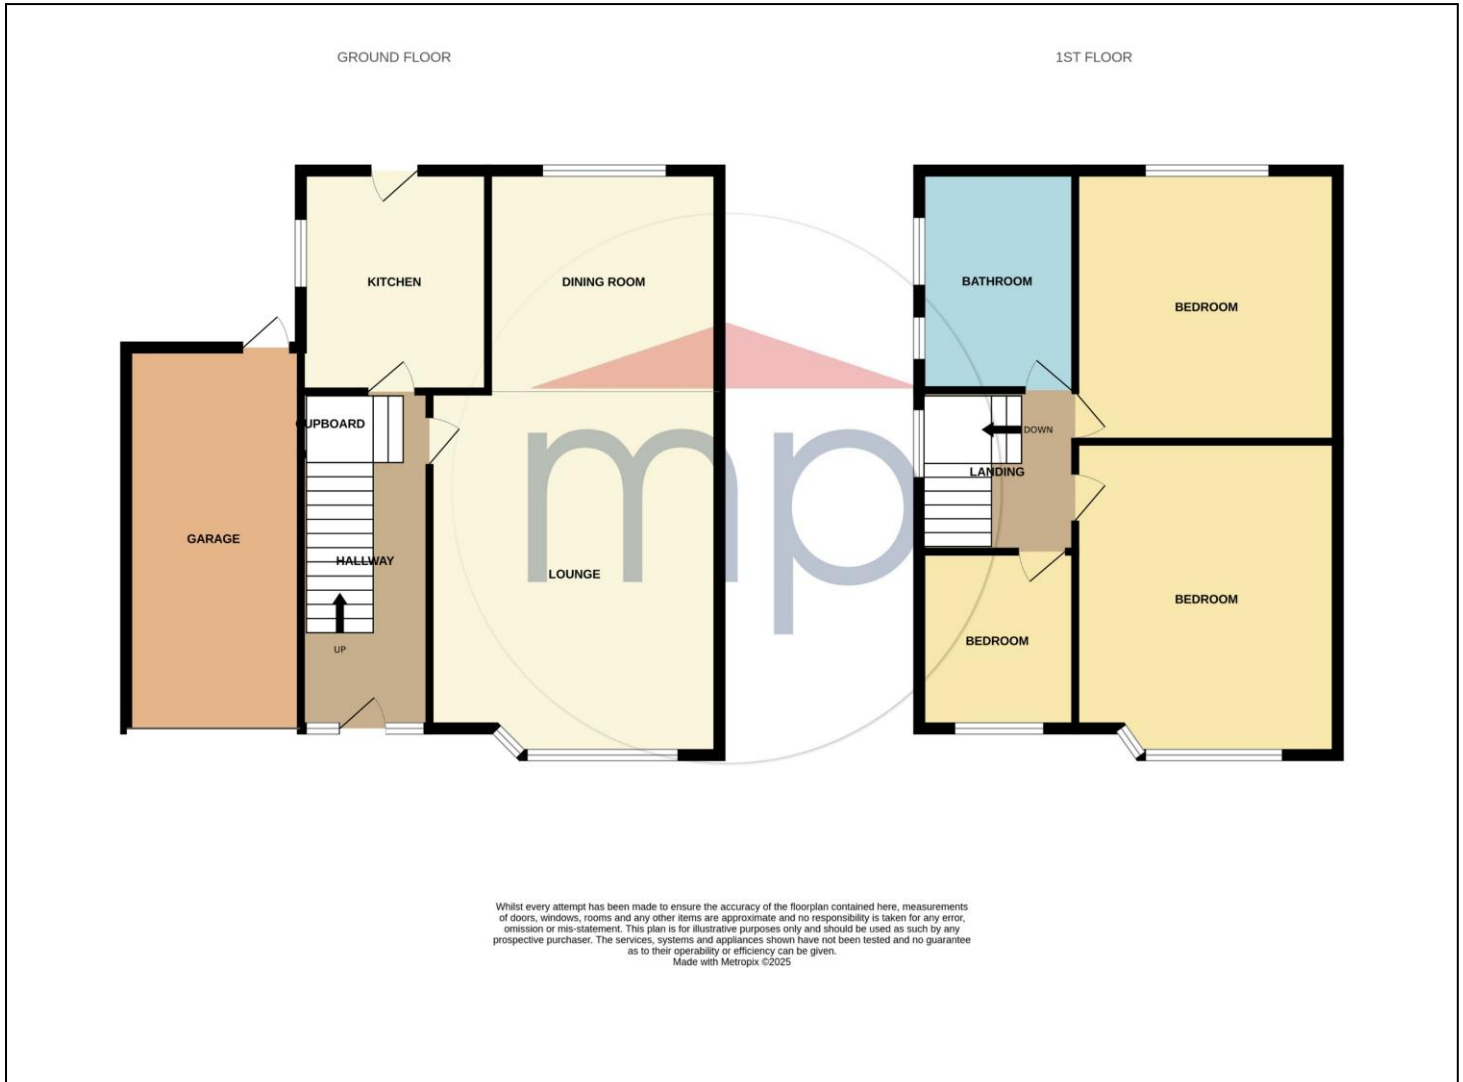 GROUND FLOOR
1ST FLOOR
KITCHEN
DINING ROOM
CUPBOARD
GARAGE
HALLWAY
LOUNGE
UP
BATHROOM
BEDROOM
DOWN
LANDING
BEDROOM
BEDROOM
mp
Whilst every attempt has been made to ensure the accuracy of the floorplan contained here, measurements
of doors, windows, rooms and any other items are approximate and no responsibility is taken for any error,
omission or mis-statement. This plan is for illustrative purposes only and should be used as such by any
prospective purchaser. The services, systems and appliances shown have not been tested and no guarantee
as to their operability or efficiency can be given.
Made with Metropix ©2025